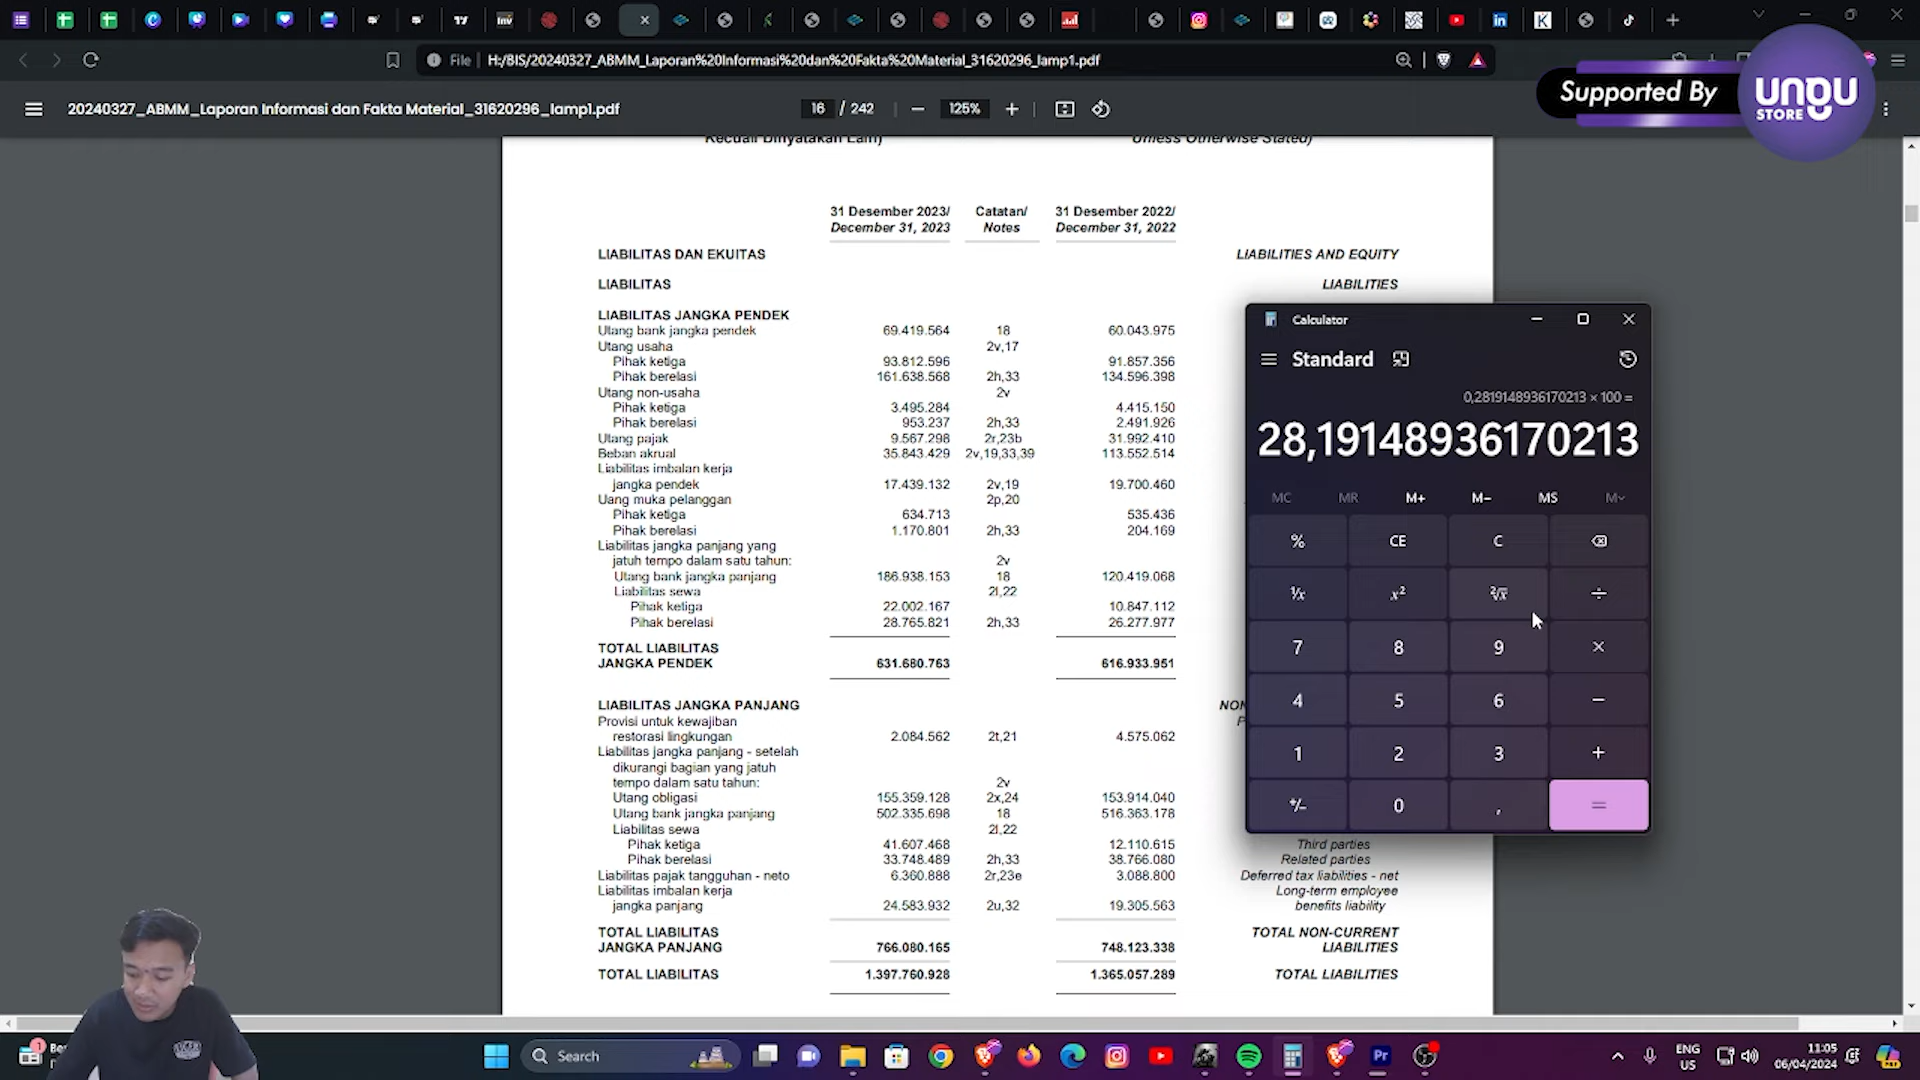 File H:/BIS/20240327_ABMM_Laporan%20Informasi%20dan%20Fakta%20Material_31620296_lamp1.pdf
Supported By
UNGU
STORE
20240327_ABMM_Laporan Informasi dan Fakta Material_31620296_lamp1.pdf
16 / 242
125%
Kecuali Dinyatakan Lain)
Unless Otherwise Stated)
31 Desember 2023/ Catatan/ 31 Desember 2022/
December 31, 2023 Notes December 31, 2022
LIABILITAS DAN EKUITAS LIABILITIES AND EQUITY
LIABILITAS LIABILITIES
LIABILITAS JANGKA PENDEK
Utang bank jangka pendek 69.419.564 18 60.043.975
Utang usaha 2v,17
Pihak ketiga 93.812.596 91.857.356
Pihak berelasi 161.638.568 2h,33 134.596.398
Utang non-usaha 2v
Pihak ketiga 3.495.284 4.415.150
Pihak berelasi 953.237 2h,33 2.491.926
Utang pajak 9.567.298 2r,23b 31.992.410
Beban akrual 35.843.429 2v,19,33,39 113.552.514
Liabilitas imbalan kerja
jangka pendek 17.439.132 2v,19 19.700.460
Uang muka pelanggan 2p,20
Pihak ketiga 634.713 535.436
Pihak berelasi 1.170.801 2h,33 204.169
Liabilitas jangka panjang yang
jatuh tempo dalam satu tahun: 2v
Utang bank jangka panjang 186.938.153 18 120.419.068
Liabilitas sewa 2l,22
Pihak ketiga 22.002.167 10.847.112
Pihak berelasi 28.765.821 2h,33 26.277.977
TOTAL LIABILITAS
JANGKA PENDEK 631.680.763 616.933.951
LIABILITAS JANGKA PANJANG NON
Provisi untuk kewajiban P
restorasi lingkungan 2.084.562 2t,21 4.575.062
Liabilitas jangka panjang - setelah
dikurangi bagian yang jatuh
tempo dalam satu tahun: 2v
Utang obligasi 155.359.128 2x,24 153.914.040
Utang bank jangka panjang 502.335.698 18 516.363.178
Liabilitas sewa 2l,22
Pihak ketiga 41.607.468 12.110.615 Third parties
Pihak berelasi 33.748.489 2h,33 38.766.080 Related parties
Liabilitas pajak tangguhan - neto 6.360.888 2r,23e 3.088.800 Deferred tax liabilities - net
Liabilitas imbalan kerja Long-term employee
jangka panjang 24.583.932 2u,32 19.305.563 benefits liability
TOTAL LIABILITAS TOTAL NON-CURRENT
JANGKA PANJANG 766.080.165 748.123.338 LIABILITIES
TOTAL LIABILITAS 1.397.760.928 1.365.057.289 TOTAL LIABILITIES
Calculator
Standard
0,2819148936170213 × 100 =
28,19148936170213
MC MR M+ M− MS M˅
% CE C
¹/x x² ²√x ÷
7 8 9 ×
4 5 6 −
1 2 3 +
+/− 0 , =
Search
ENG
US
11:05
06/04/2024